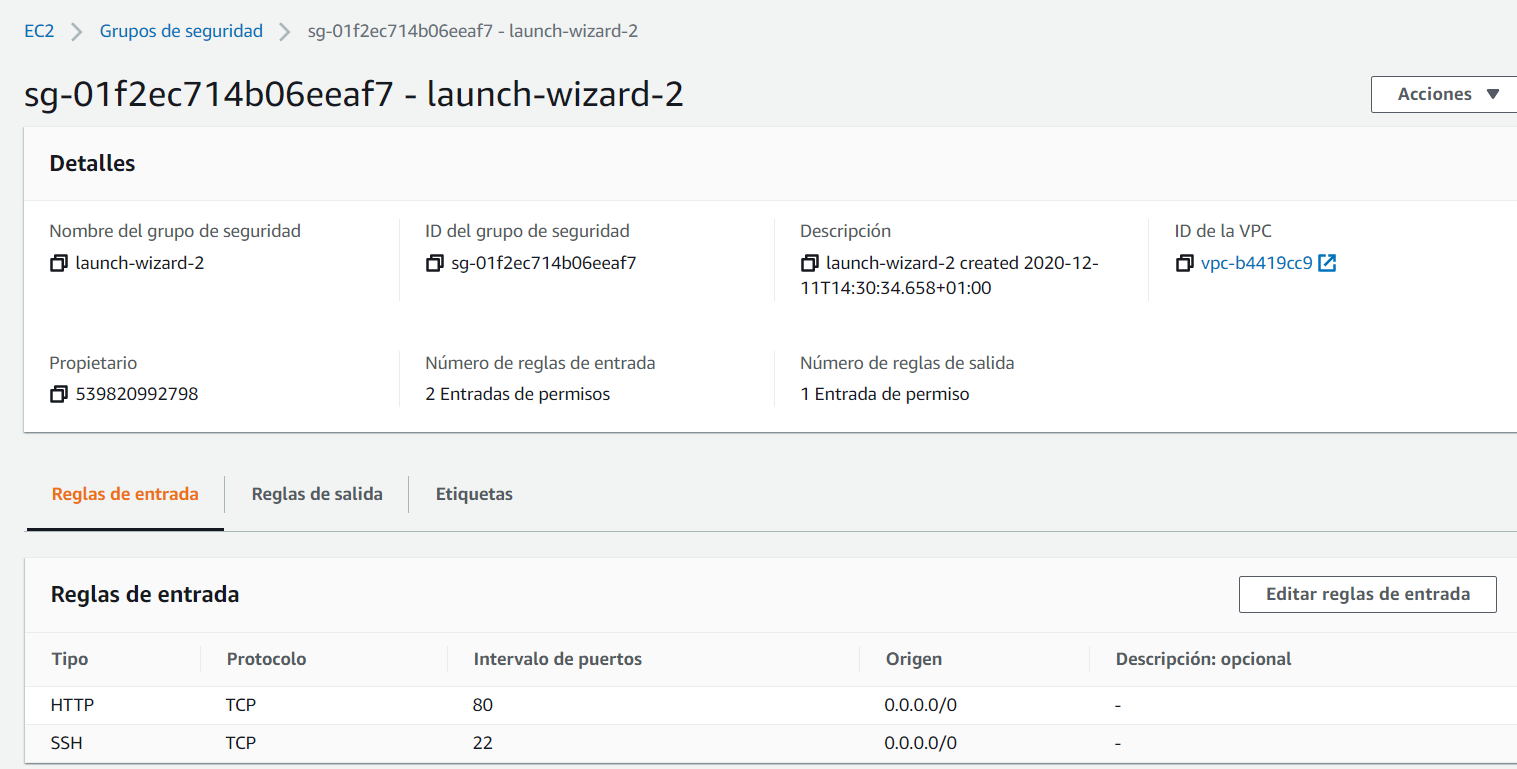 EC2 > Grupos de seguridad > sg-01f2ec714b06eeaf7 - launch-wizard-2
sg-01f2ec714b06eeaf7 - launch-wizard-2
Acciones
Detalles
Nombre del grupo de seguridad
launch-wizard-2
ID del grupo de seguridad
sg-01f2ec714b06eeaf7
Descripción
launch-wizard-2 created 2020-12-
11T14:30:34.658+01:00
ID de la VPC
vpc-b4419cc9
Propietario
539820992798
Número de reglas de entrada
2 Entradas de permisos
Número de reglas de salida
1 Entrada de permiso
Reglas de entrada Reglas de salida Etiquetas
Reglas de entrada
Editar reglas de entrada
Tipo Protocolo Intervalo de puertos Origen Descripción: opcional
HTTP TCP 80 0.0.0.0/0 -
SSH TCP 22 0.0.0.0/0 -